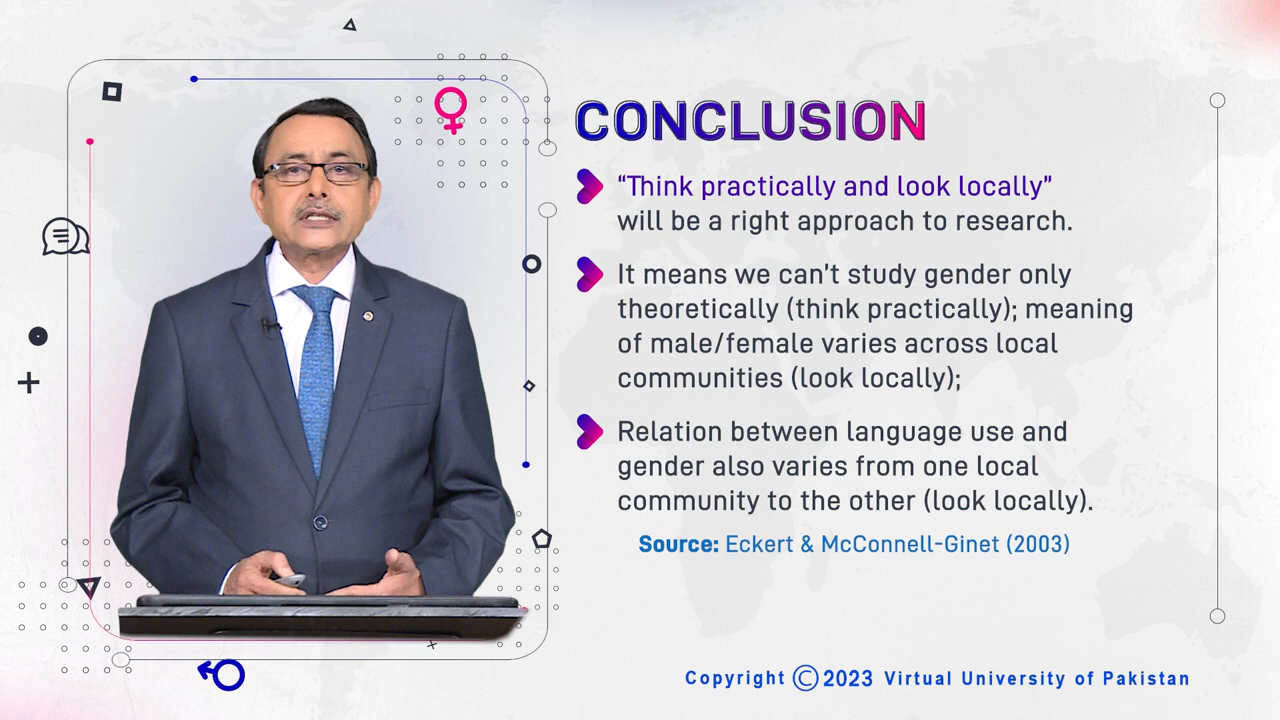 CONCLUSION
“Think practically and look locally”
will be a right approach to research.
It means we can’t study gender only
theoretically (think practically); meaning
of male/female varies across local
communities (look locally);
Relation between language use and
gender also varies from one local
community to the other (look locally).
Source: Eckert & McConnell-Ginet (2003)
Copyright ©2023 Virtual University of Pakistan